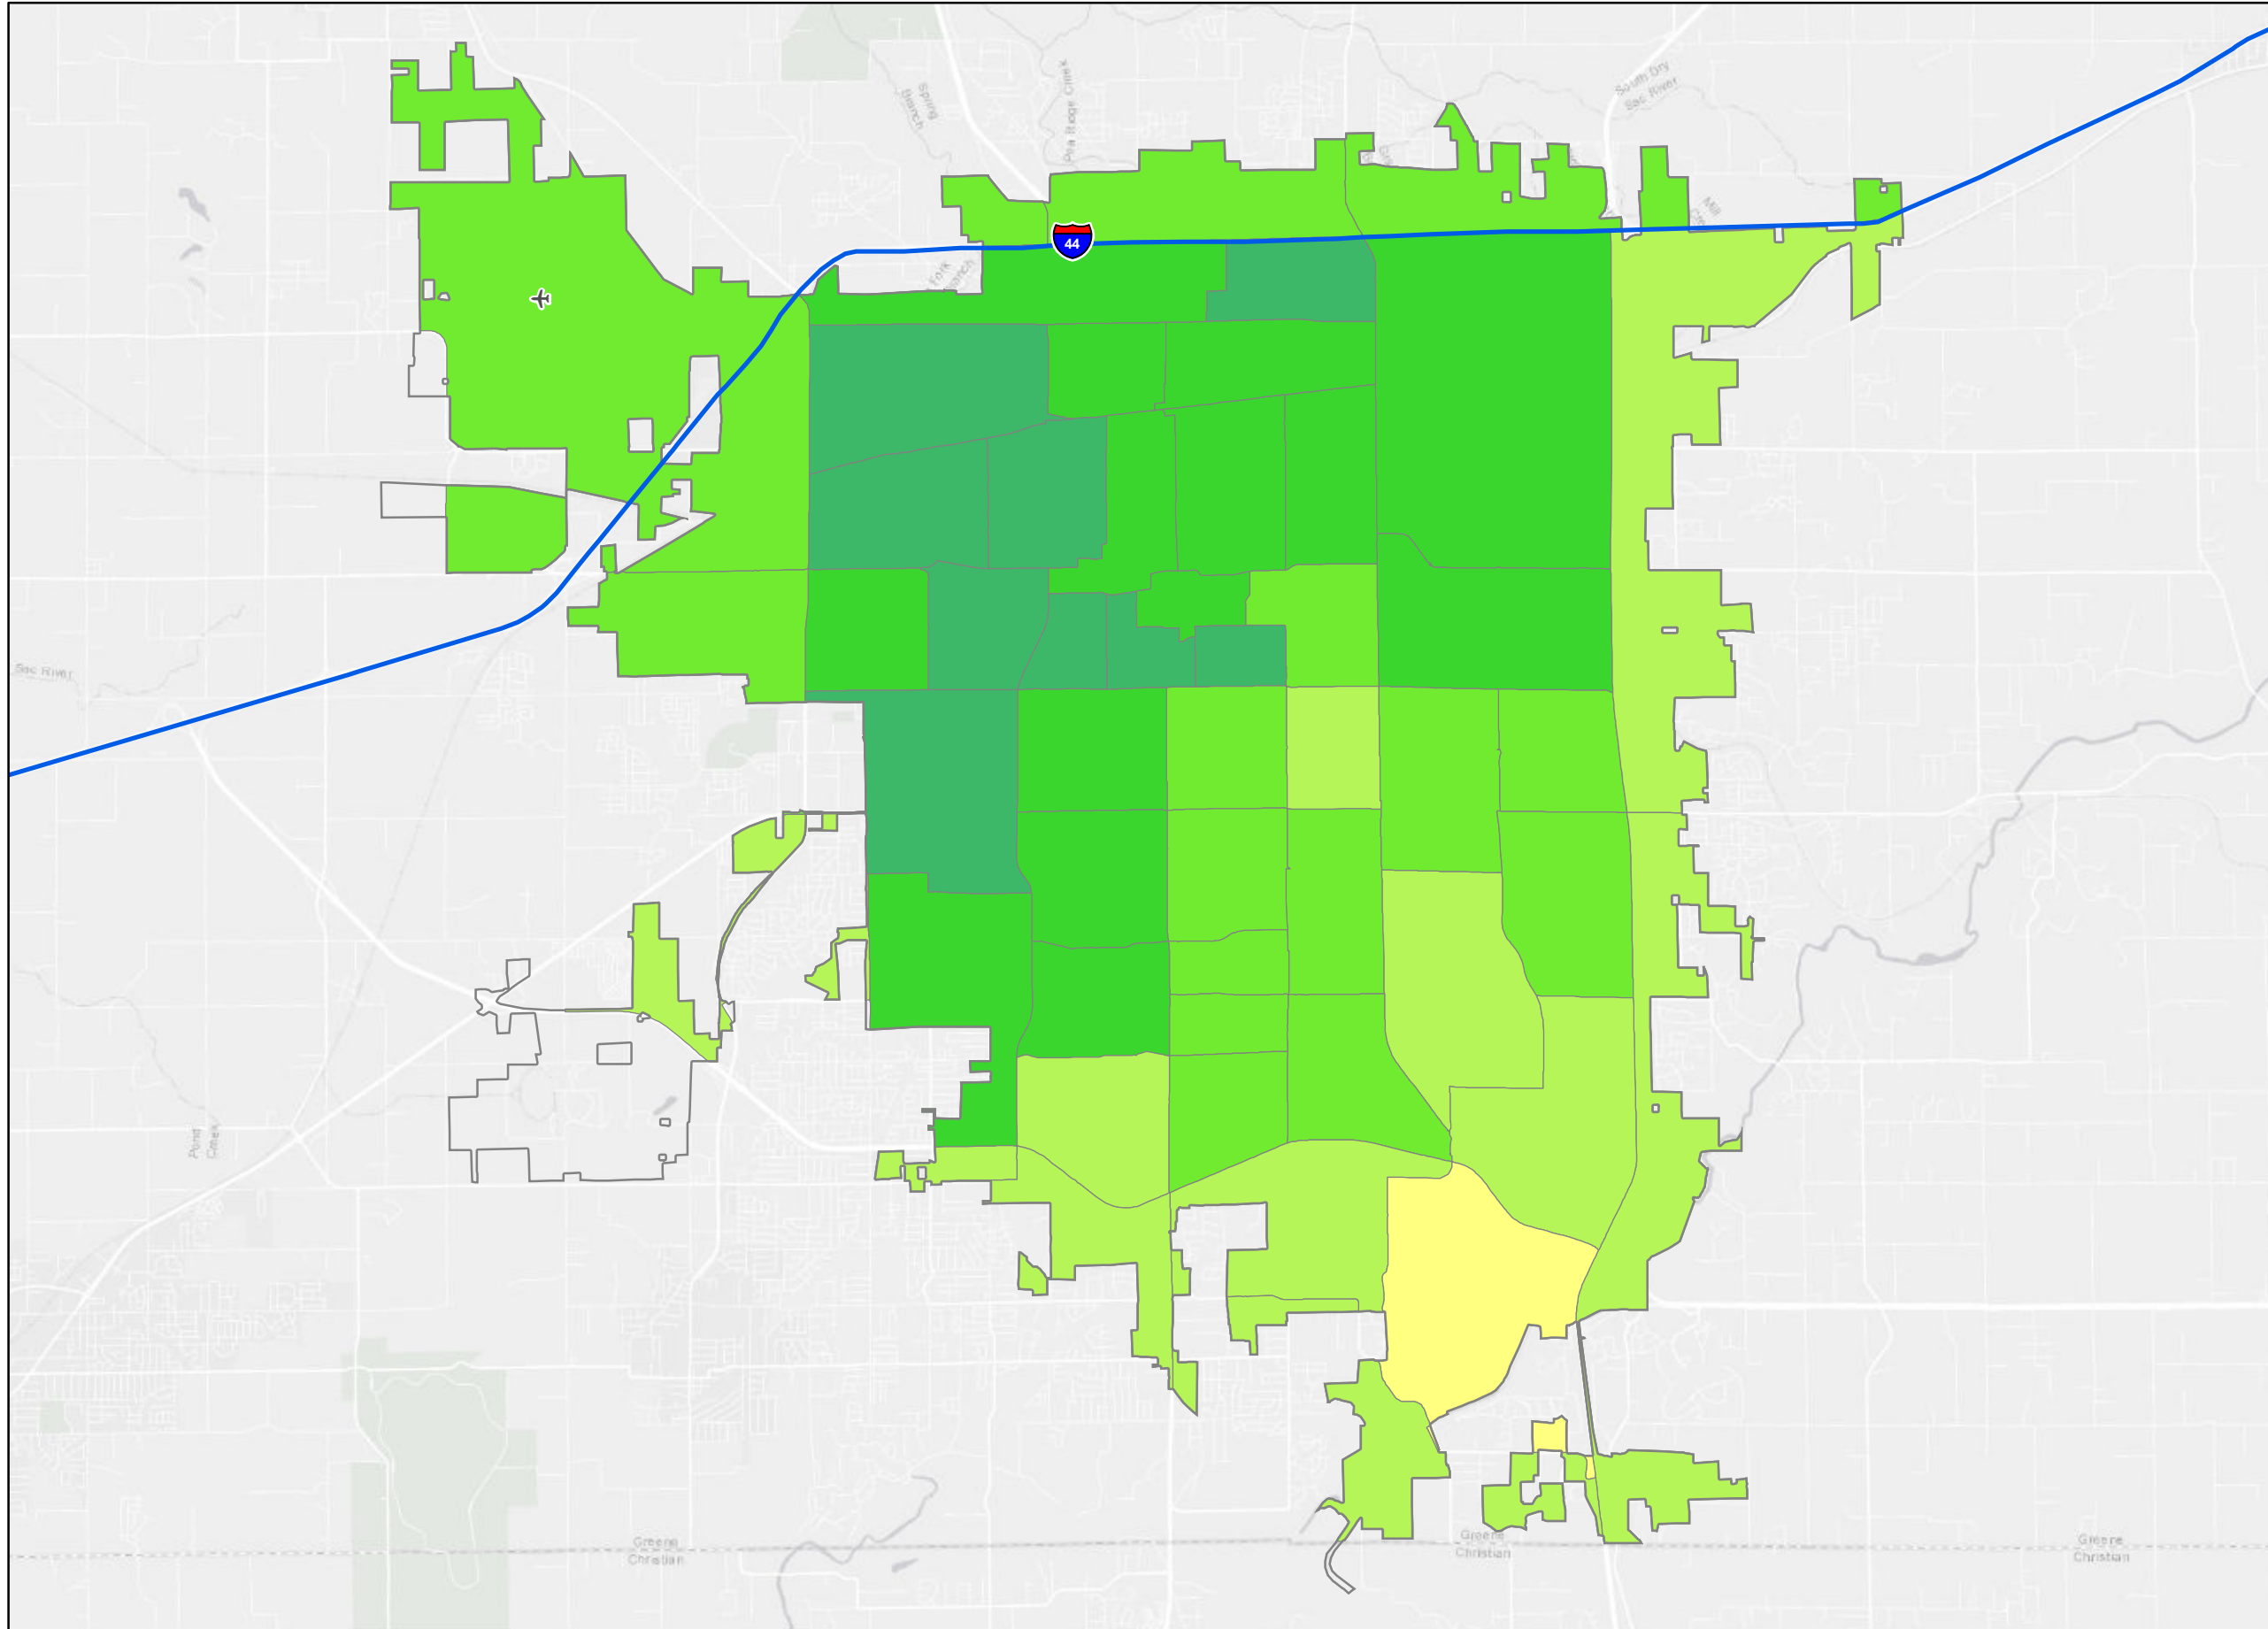 South Dry
Sac River
Spring
Branch
Pea Ridge Creek
Mill
44
Fork
Branch
Sac River
Pond
Creek
Greene
Christian
Greene
Christian
Greene
Christian